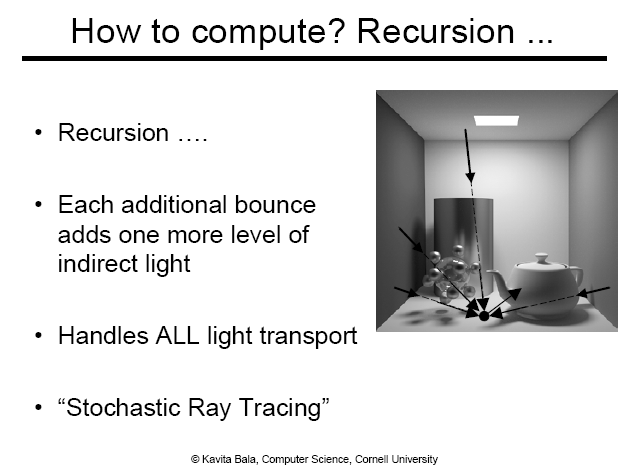 How to compute? Recursion ...
• Recursion ….
• Each additional bounce
adds one more level of
indirect light
• Handles ALL light transport
• “Stochastic Ray Tracing”
© Kavita Bala, Computer Science, Cornell University